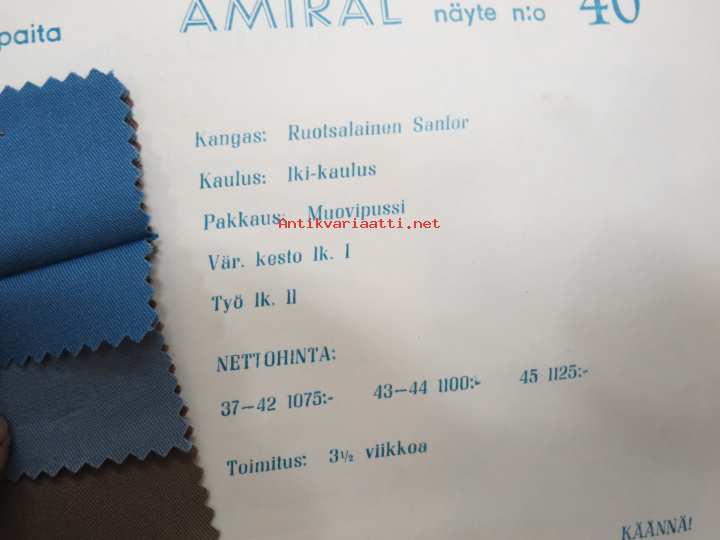 paita AMIRAL näyte n:o 40
Kangas: Ruotsalainen Sanfor
Kaulus: Iki-kaulus
Pakkaus: Muovipussi
Antikvariaatti.net
Vär. kesto lk. I
Työ lk. II
NETTOHINTA:
37—42 1075:- 43—44 1100:- 45 1125:-
Toimitus: 3½ viikkoa
KÄÄNNÄ!